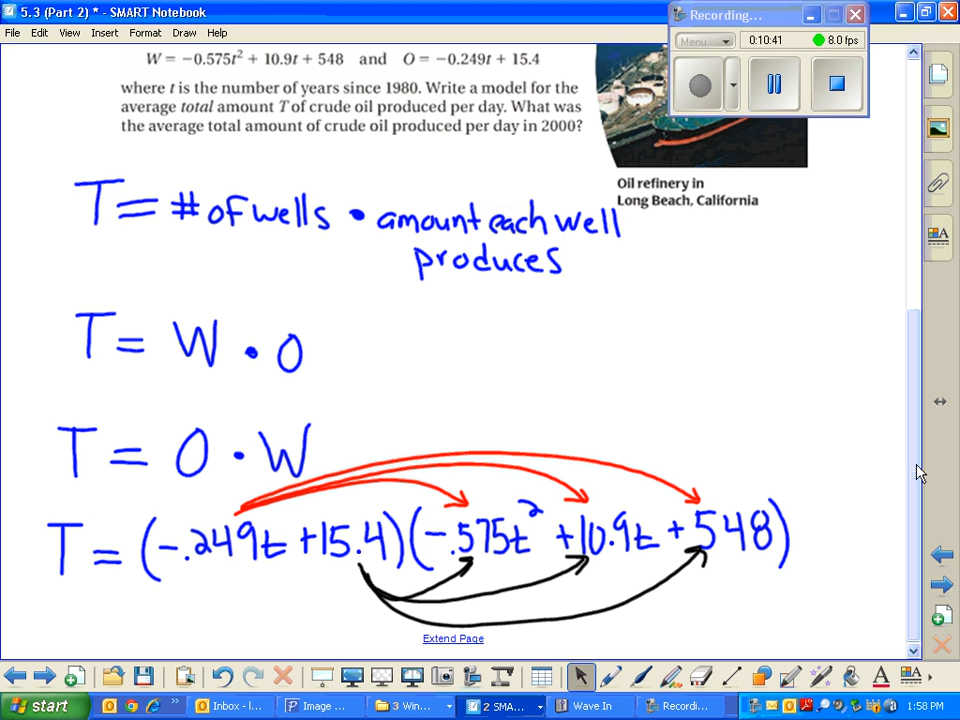 5.3 (Part 2) * - SMART Notebook
Recording...
File Edit View Insert Format Draw Help
Menu... 0:10:41 8.0 fps
W = −0.575t² + 10.9t + 548 and O = −0.249t + 15.4
where t is the number of years since 1980. Write a model for the
average total amount T of crude oil produced per day. What was
the average total amount of crude oil produced per day in 2000?
Oil refinery in
Long Beach, California
T = # of wells • amount each well
produces
T = W • O
T = O • W
T = (-.249t +15.4)(-.575t² +10.9t +548)
Extend Page
start Inbox - I... Image ... 3 Win... 2 SMA... Wave In Recordi... 1:58 PM